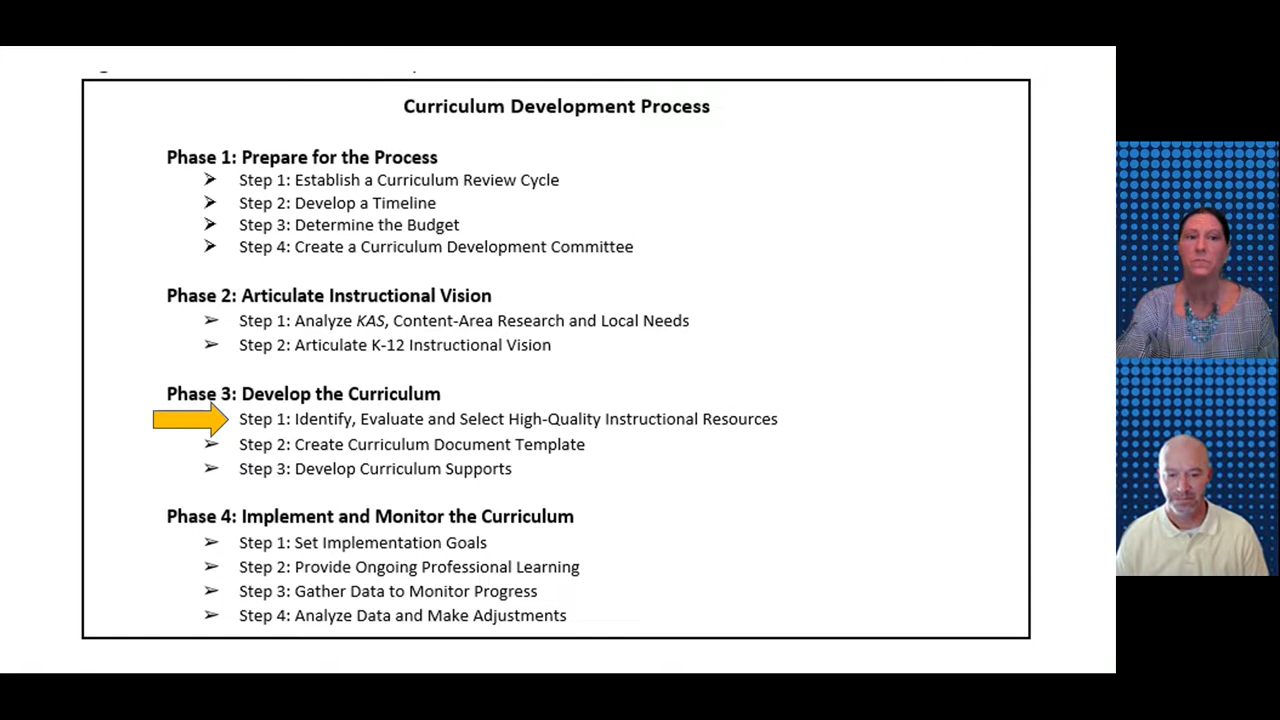 Curriculum Development Process
Phase 1: Prepare for the Process
Step 1: Establish a Curriculum Review Cycle
Step 2: Develop a Timeline
Step 3: Determine the Budget
Step 4: Create a Curriculum Development Committee
Phase 2: Articulate Instructional Vision
Step 1: Analyze KAS, Content-Area Research and Local Needs
Step 2: Articulate K-12 Instructional Vision
Phase 3: Develop the Curriculum
Step 1: Identify, Evaluate and Select High-Quality Instructional Resources
Step 2: Create Curriculum Document Template
Step 3: Develop Curriculum Supports
Phase 4: Implement and Monitor the Curriculum
Step 1: Set Implementation Goals
Step 2: Provide Ongoing Professional Learning
Step 3: Gather Data to Monitor Progress
Step 4: Analyze Data and Make Adjustments